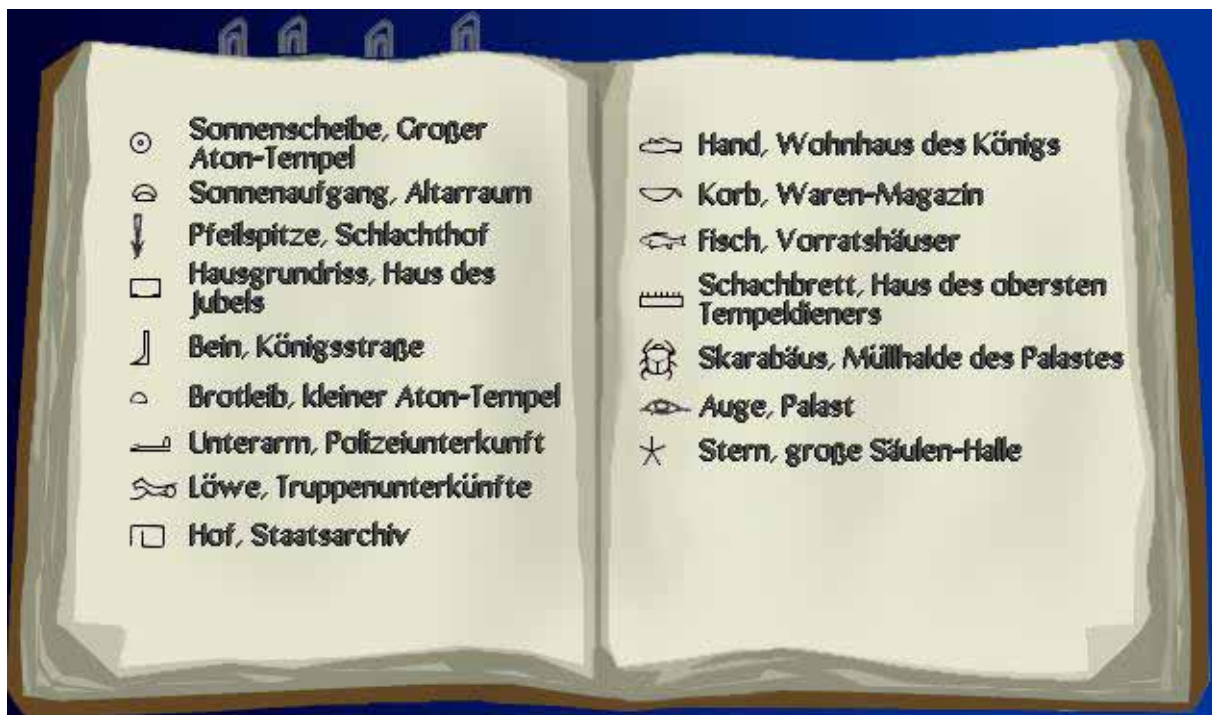 Sonnenscheibe, Großer
Aton-Tempel
Sonnenaufgang, Altarraum
Pfeilspitze, Schlachthof
Hausgrundriss, Haus des
Jubels
Bein, Königsstraße
Brotleib, kleiner Aton-Tempel
Unterarm, Polizeiunterkunft
Löwe, Truppenunterkünfte
Hof, Staatsarchiv
Hand, Wohnhaus des Königs
Korb, Waren-Magazin
Fisch, Vorratshäuser
Schachbrett, Haus des obersten
Tempeldieners
Skarabäus, Müllhalde des Palastes
Auge, Palast
Stern, große Säulen-Halle